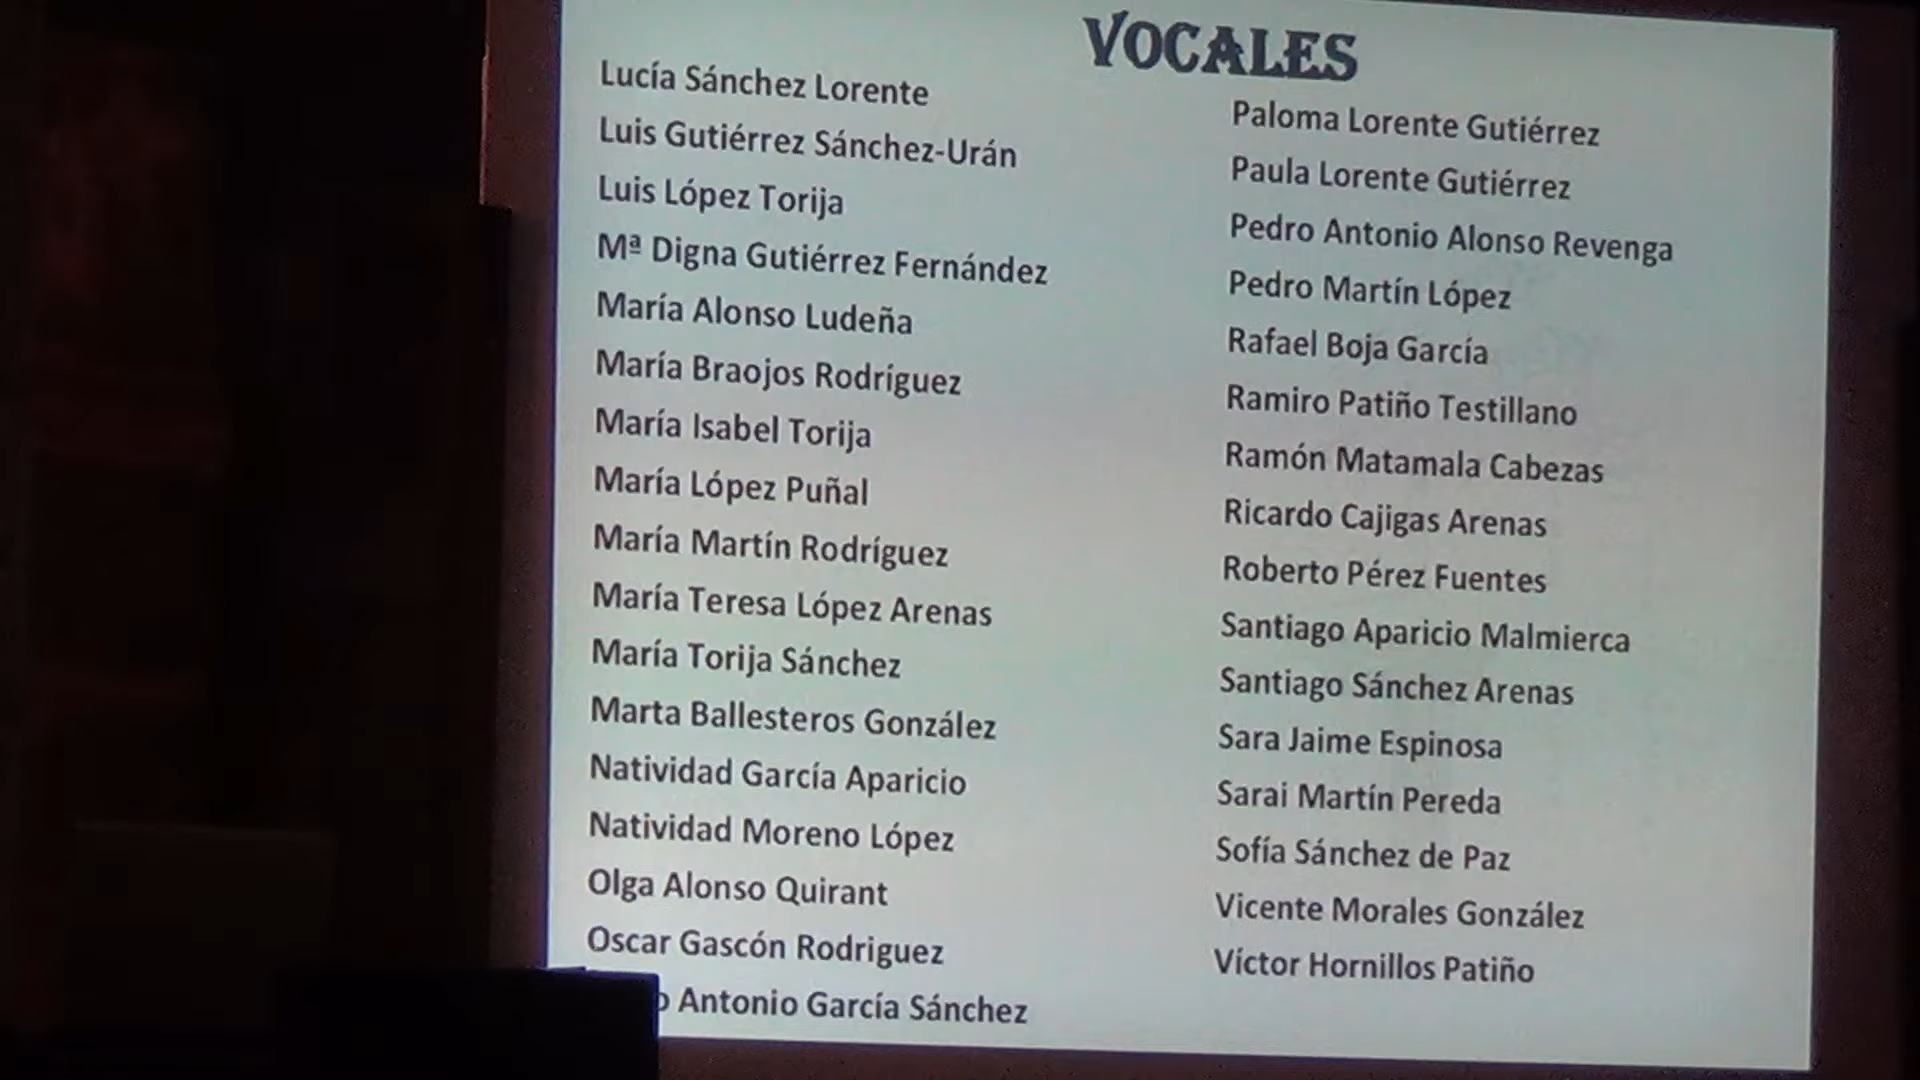 VOCALES
Lucía Sánchez Lorente
Luis Gutiérrez Sánchez-Urán
Luis López Torija
Mª Digna Gutiérrez Fernández
María Alonso Ludeña
María Braojos Rodríguez
María Isabel Torija
María López Puñal
María Martín Rodríguez
María Teresa López Arenas
María Torija Sánchez
Marta Ballesteros González
Natividad García Aparicio
Natividad Moreno López
Olga Alonso Quirant
Oscar Gascón Rodriguez
Antonio García Sánchez
Paloma Lorente Gutiérrez
Paula Lorente Gutiérrez
Pedro Antonio Alonso Revenga
Pedro Martín López
Rafael Boja García
Ramiro Patiño Testillano
Ramón Matamala Cabezas
Ricardo Cajigas Arenas
Roberto Pérez Fuentes
Santiago Aparicio Malmierca
Santiago Sánchez Arenas
Sara Jaime Espinosa
Sarai Martín Pereda
Sofía Sánchez de Paz
Vicente Morales González
Víctor Hornillos Patiño